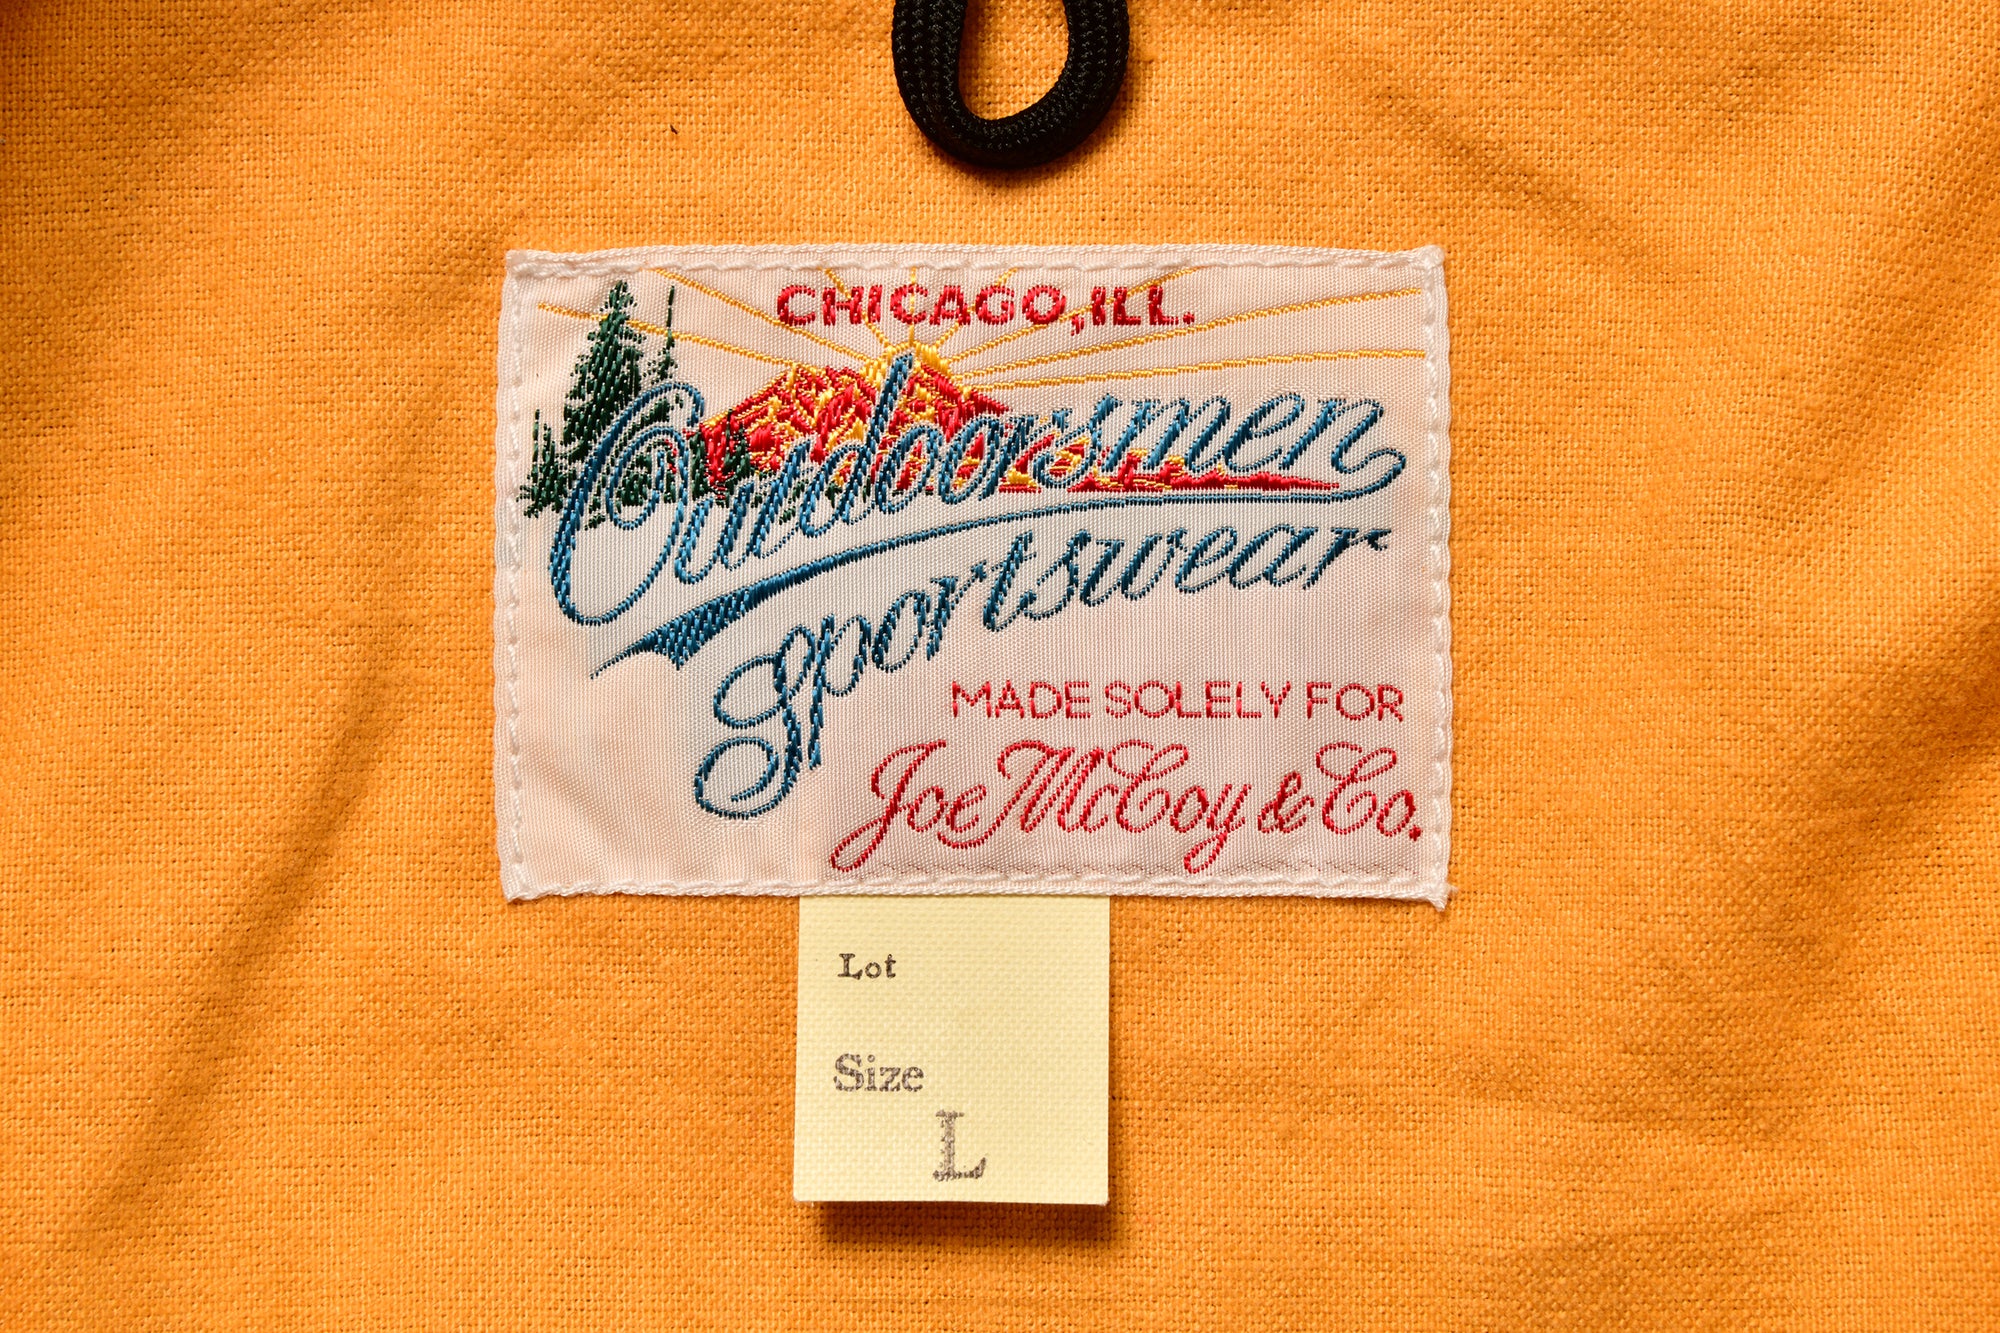 CHICAGO, ILL.
Outdoorsmen
Sportswear
MADE SOLELY FOR
Joe McCoy & Co.
Lot
Size
L